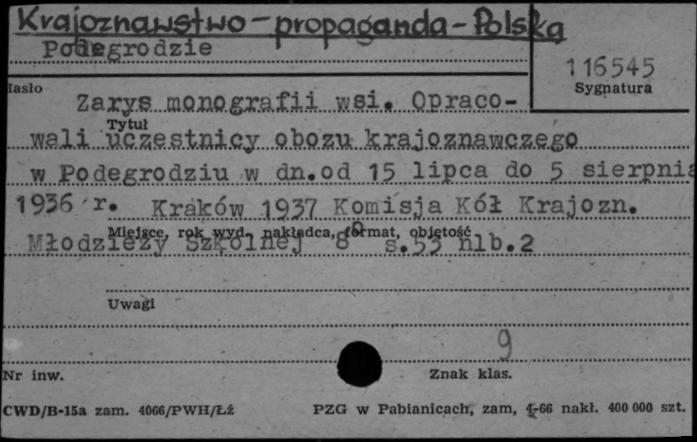 Krajoznawstwo-propaganda-Polska
Podegrodzie
116545
Hasło
Sygnatura
Zarys monografii wsi. Opraco-
Tytuł
wali uczestnicy obozu krajoznawczego
w Podegrodziu w dn.od 15 lipca do 5 sierpnia
1936 r. Kraków 1937 Komisja Kół Krajozn.
Miejsce, rok wyd., nakładca, format, objętość
Młodzieży Szkolnej 8° s.53 nlb.2
Uwagi
9
Nr inw.
Znak klas.
CWD/B-15a zam. 4066/PWH/Łź
PZG w Pabianicach, zam, 4-66 nakł. 400 000 szt.